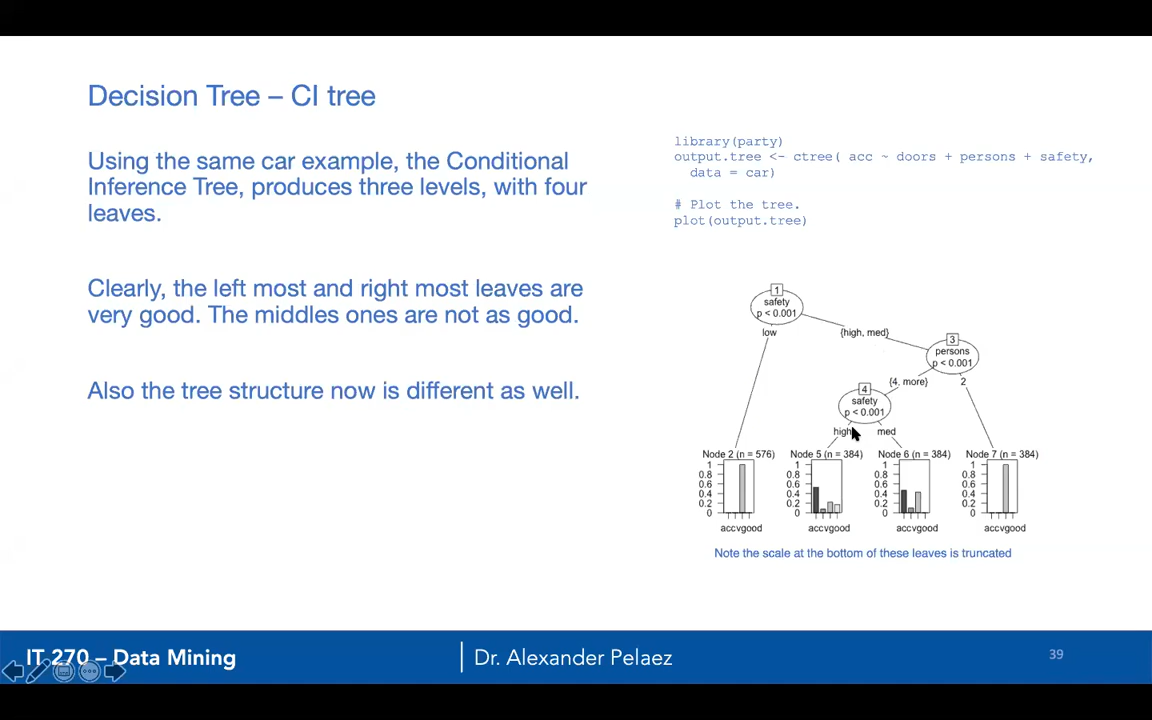 Decision Tree – CI tree
Using the same car example, the Conditional
Inference Tree, produces three levels, with four
leaves.
Clearly, the left most and right most leaves are
very good. The middles ones are not as good.
Also the tree structure now is different as well.
library(party)
output.tree <- ctree( acc ~ doors + persons + safety,
data = car)
# Plot the tree.
plot(output.tree)
1
safety
p < 0.001
low
{high, med}
3
persons
p < 0.001
{4, more}
2
4
safety
p < 0.001
high
med
Node 2 (n = 576)
1
0.8
0.6
0.4
0.2
0
accvgood
Node 5 (n = 384)
1
0.8
0.6
0.4
0.2
0
accvgood
Node 6 (n = 384)
1
0.8
0.6
0.4
0.2
0
accvgood
Node 7 (n = 384)
1
0.8
0.6
0.4
0.2
0
accvgood
Note the scale at the bottom of these leaves is truncated
IT 270 – Data Mining
Dr. Alexander Pelaez
39